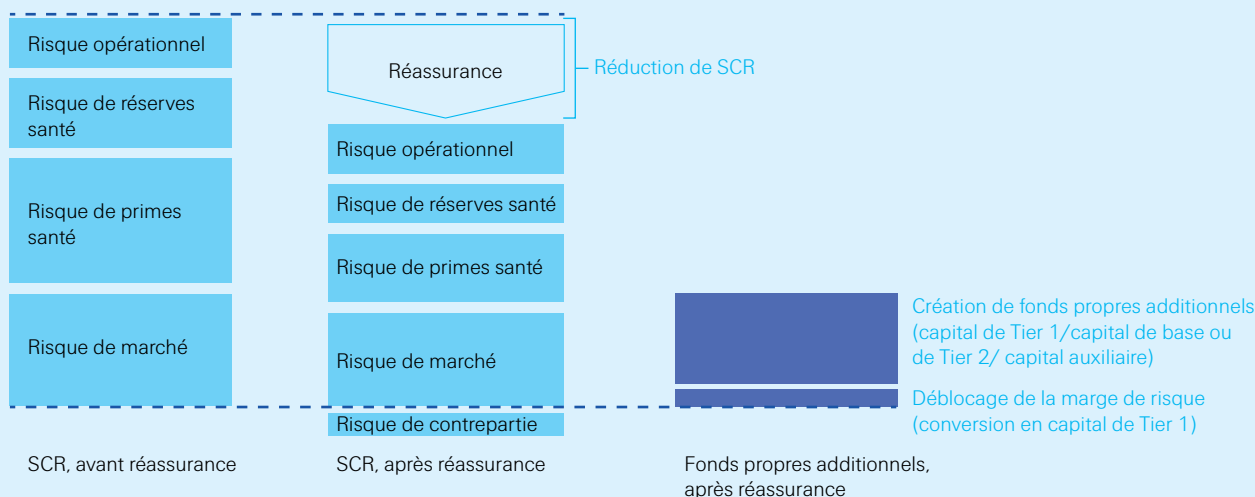 Risque opérationnel
Risque de réserves
santé
Risque de primes
santé
Risque de marché
SCR, avant réassurance
Réassurance
Réduction de SCR
Risque opérationnel
Risque de réserves santé
Risque de primes santé
Risque de marché
Risque de contrepartie
SCR, après réassurance
Création de fonds propres additionnels
(capital de Tier 1/capital de base ou
de Tier 2/ capital auxiliaire)
Déblocage de la marge de risque
(conversion en capital de Tier 1)
Fonds propres additionnels,
après réassurance